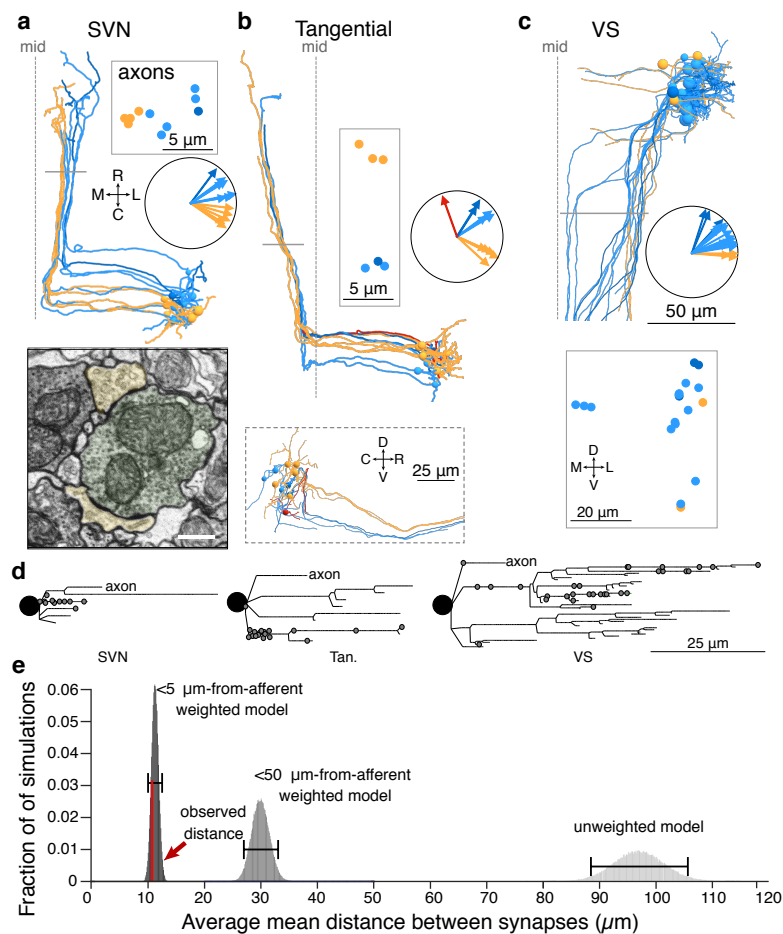 a
SVN
mid
axons
5 µm
R
M
L
C
b
Tangential
mid
5 µm
D
C
R
V
25 µm
c
VS
mid
50 µm
D
M
L
V
20 µm
d
axon
SVN
axon
Tan.
axon
VS
25 µm
e
Fraction of of simulations
0.06
0.05
0.04
0.03
0.02
0.01
0
<5 µm-from-afferent
weighted model
observed
distance
<50 µm-from-afferent
weighted model
unweighted model
0 10 20 30 40 50 60 70 80 90 100 110 120
Average mean distance between synapses (µm)